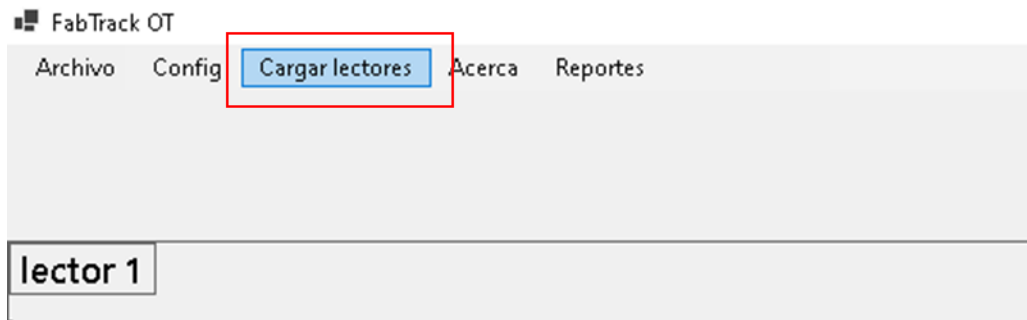 FabTrack OT
Archivo Config Cargar lectores Acerca Reportes
lector 1